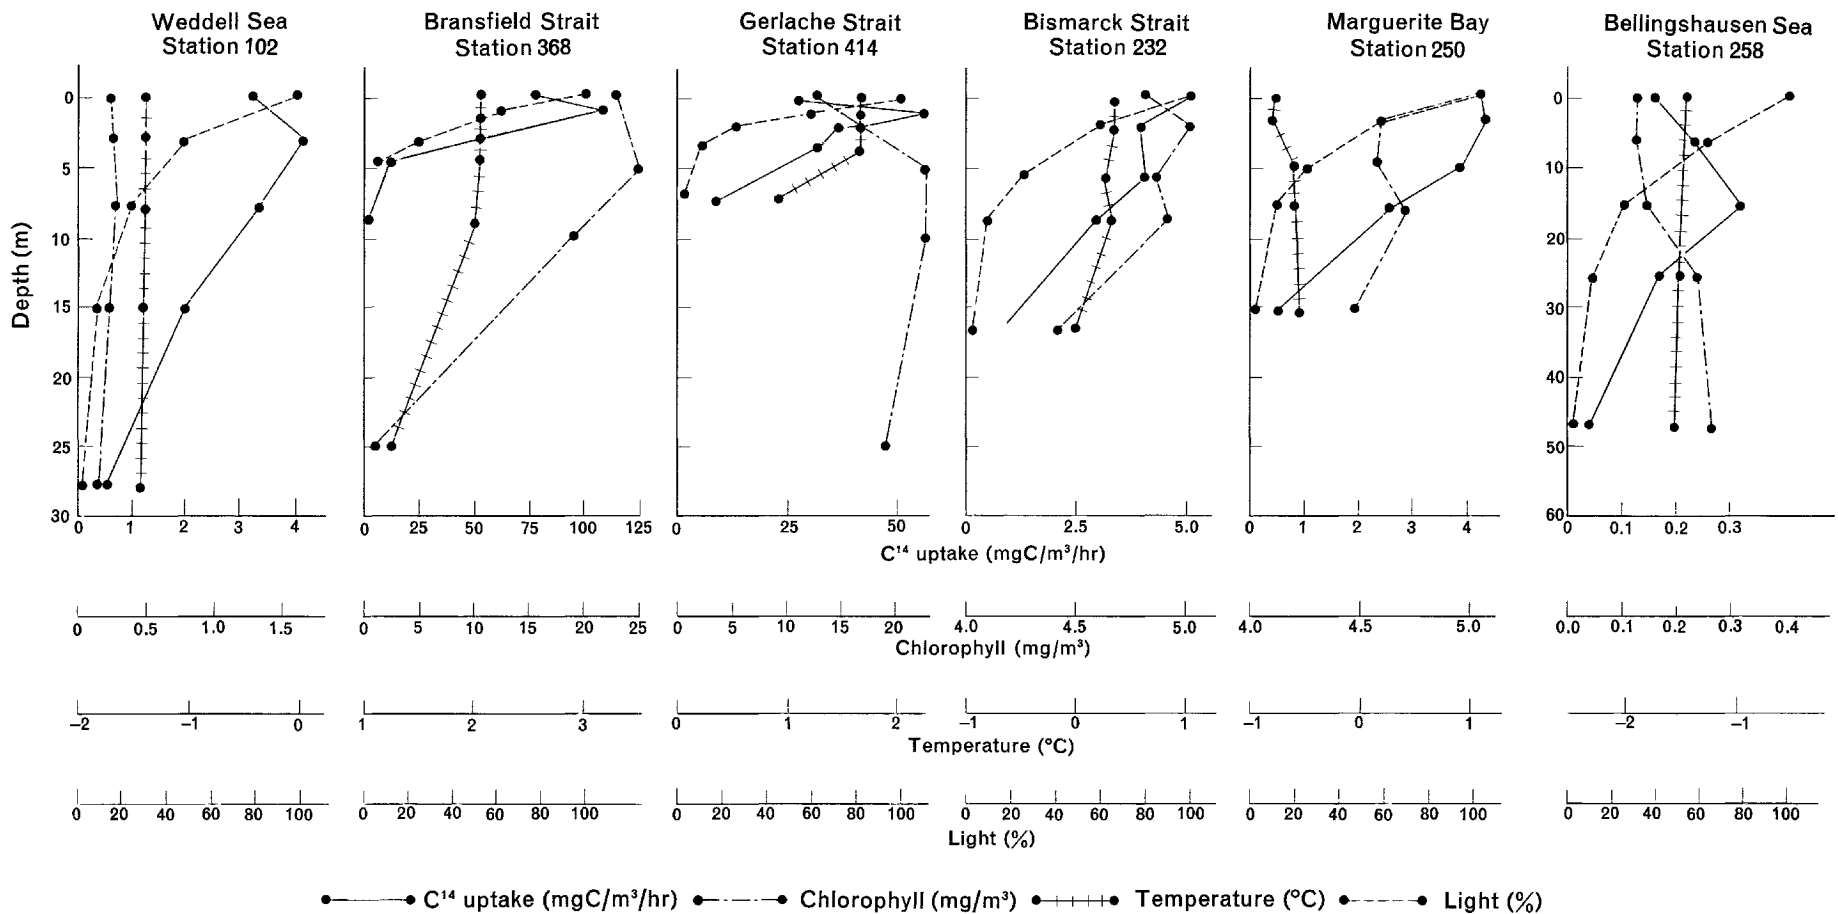 Weddell Sea
Station 102
Bransfield Strait
Station 368
Gerlache Strait
Station 414
Bismarck Strait
Station 232
Marguerite Bay
Station 250
Bellingshausen Sea
Station 258
Depth (m)
0
5
10
15
20
25
30
0 1 2 3 4
0 25 50 75 100 125
0 25 50
0 2.5 5.0
0 1 2 3 4
0
10
20
30
40
50
60
0 0.1 0.2 0.3
C¹⁴ uptake (mgC/m³/hr)
0 0.5 1.0 1.5
0 5 10 15 20 25
0 5 10 15 20
4.0 4.5 5.0
4.0 4.5 5.0
0.0 0.1 0.2 0.3 0.4
Chlorophyll (mg/m³)
−2 −1 0
1 2 3
0 1 2
−1 0 1
−1 0 1
−2 −1
Temperature (°C)
0 20 40 60 80 100
0 20 40 60 80 100
0 20 40 60 80 100
0 20 40 60 80 100
0 20 40 60 80 100
0 20 40 60 80 100
Light (%)
C¹⁴ uptake (mgC/m³/hr) Chlorophyll (mg/m³) Temperature (°C) Light (%)